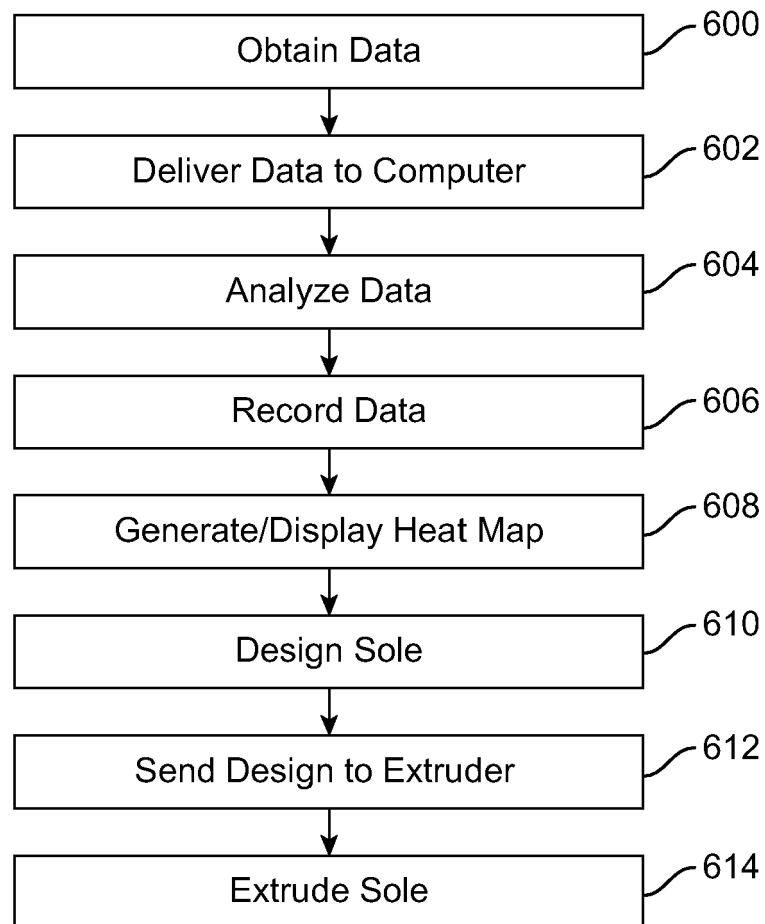 Obtain Data 600
Deliver Data to Computer 602
Analyze Data 604
Record Data 606
Generate/Display Heat Map 608
Design Sole 610
Send Design to Extruder 612
Extrude Sole 614